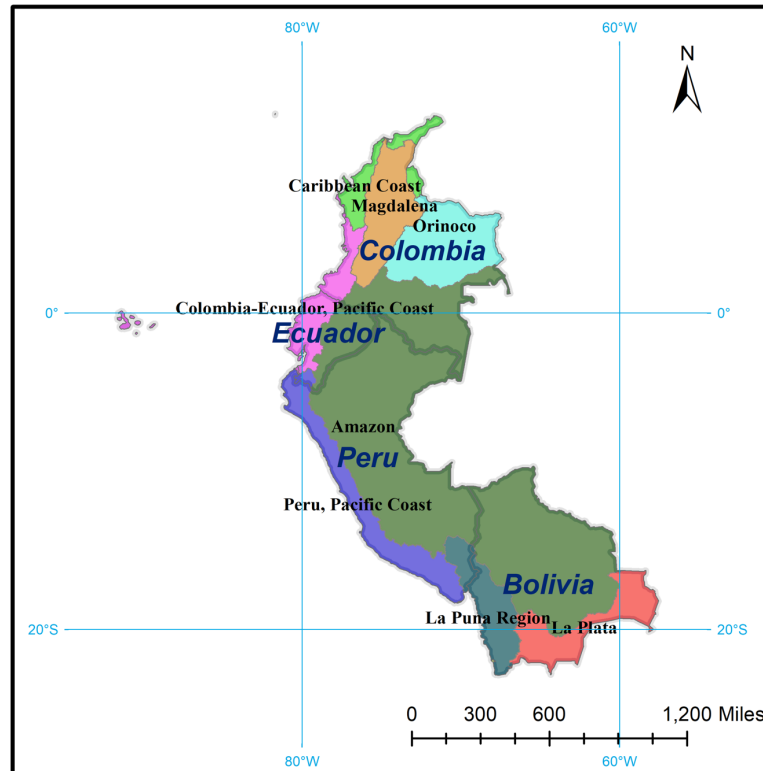 80°W
60°W
N
Caribbean Coast
Magdalena
Orinoco
Colombia
Colombia-Ecuador, Pacific Coast
0°
0°
Ecuador
Amazon
Peru
Peru, Pacific Coast
Bolivia
La Puna Region
La Plata
20°S
20°S
0 300 600 1,200 Miles
80°W
60°W